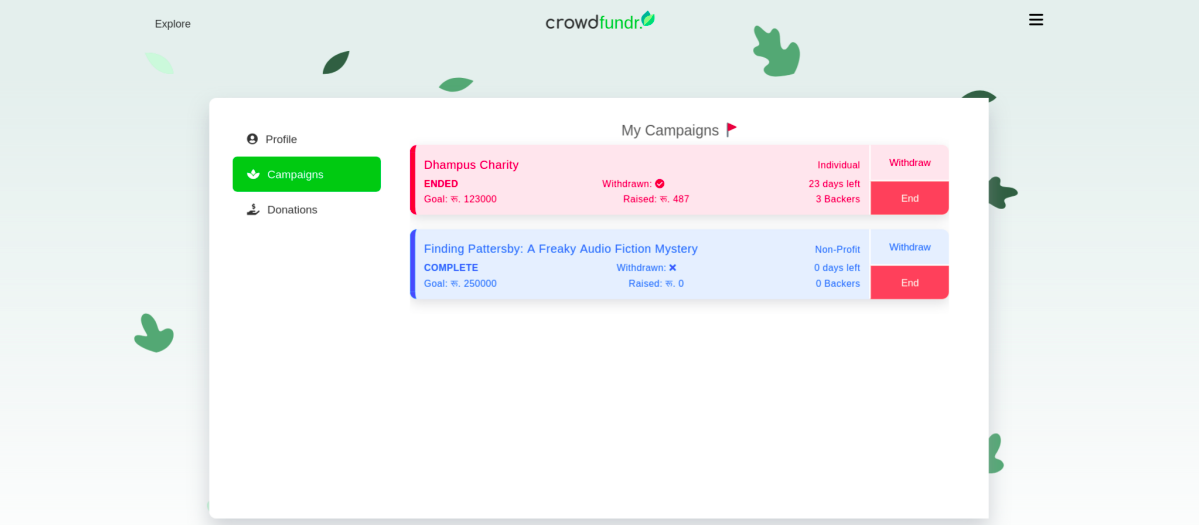 Explore
crowdfundr.
Profile
Campaigns
Donations
My Campaigns
Dhampus Charity Individual
ENDED Withdrawn: 23 days left
Goal: रू. 123000 Raised: रू. 487 3 Backers
Withdraw
End
Finding Pattersby: A Freaky Audio Fiction Mystery Non-Profit
COMPLETE Withdrawn: 0 days left
Goal: रू. 250000 Raised: रू. 0 0 Backers
Withdraw
End